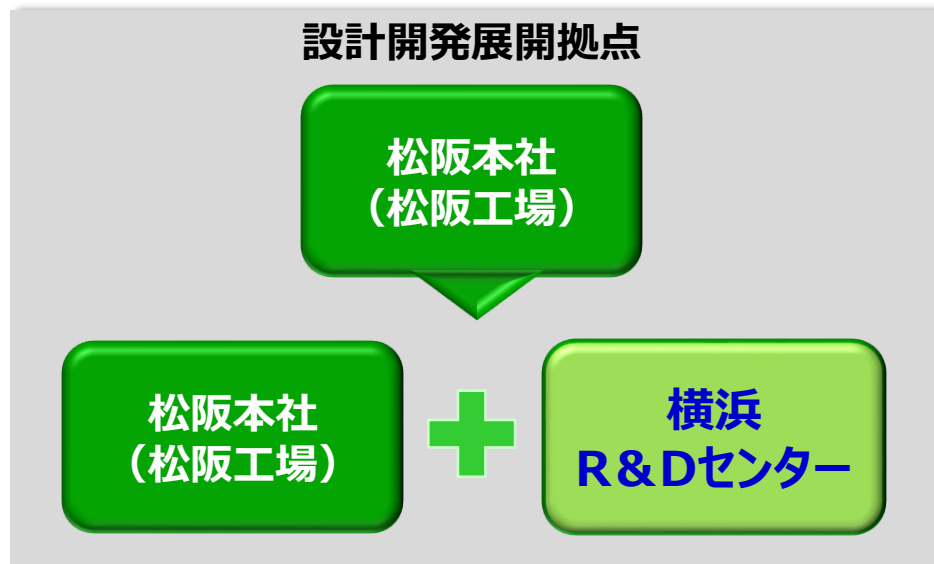 設計開発展開拠点
松阪本社
（松阪工場）
松阪本社
（松阪工場）
横浜
Ｒ＆Ｄセンター